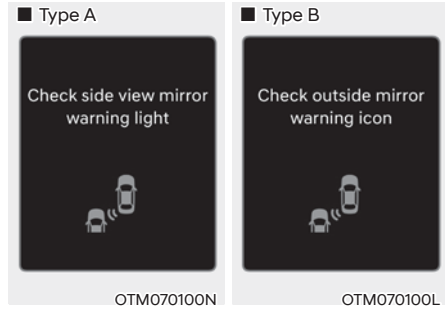 ■ Type A
Check side view mirror
warning light
OTM070100N
■ Type B
Check outside mirror
warning icon
OTM070100L